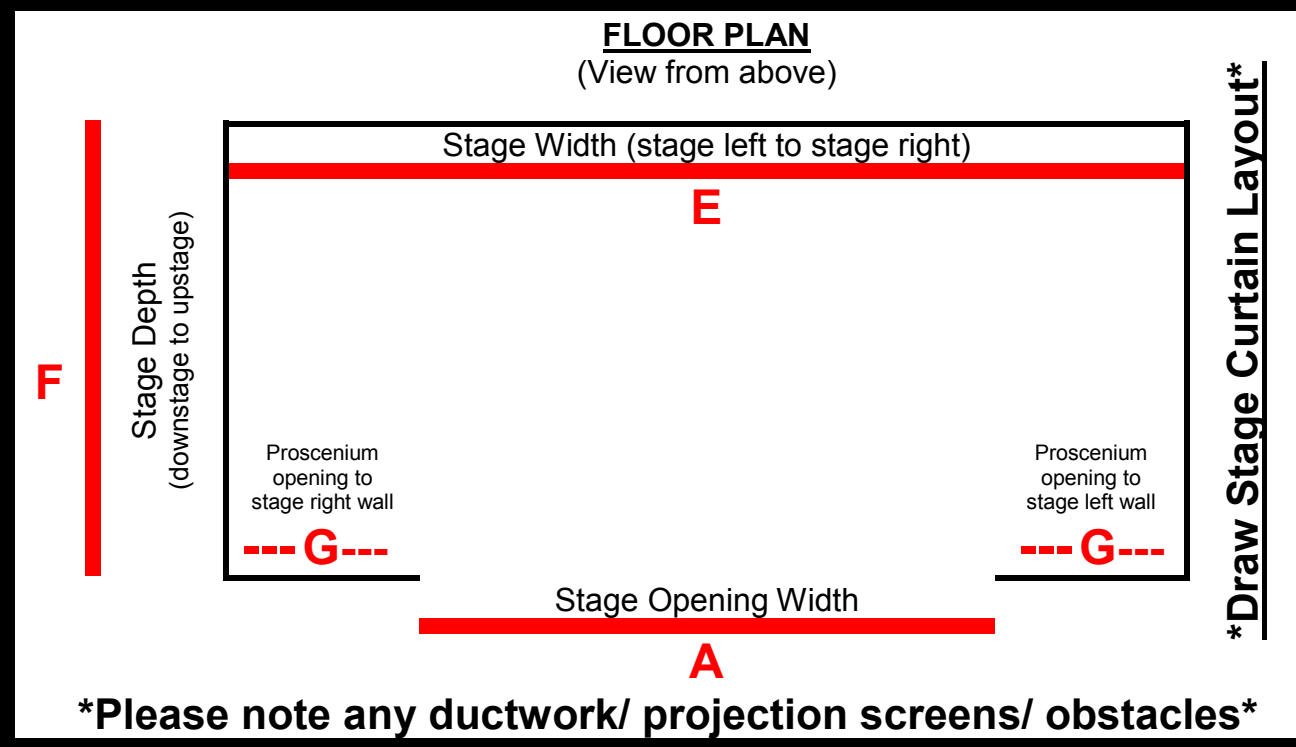 FLOOR PLAN
(View from above)
Stage Width (stage left to stage right)
E
F
Stage Depth
(downstage to upstage)
Proscenium
opening to
stage right wall
---G---
Proscenium
opening to
stage left wall
---G---
Stage Opening Width
A
*Draw Stage Curtain Layout*
*Please note any ductwork/ projection screens/ obstacles*